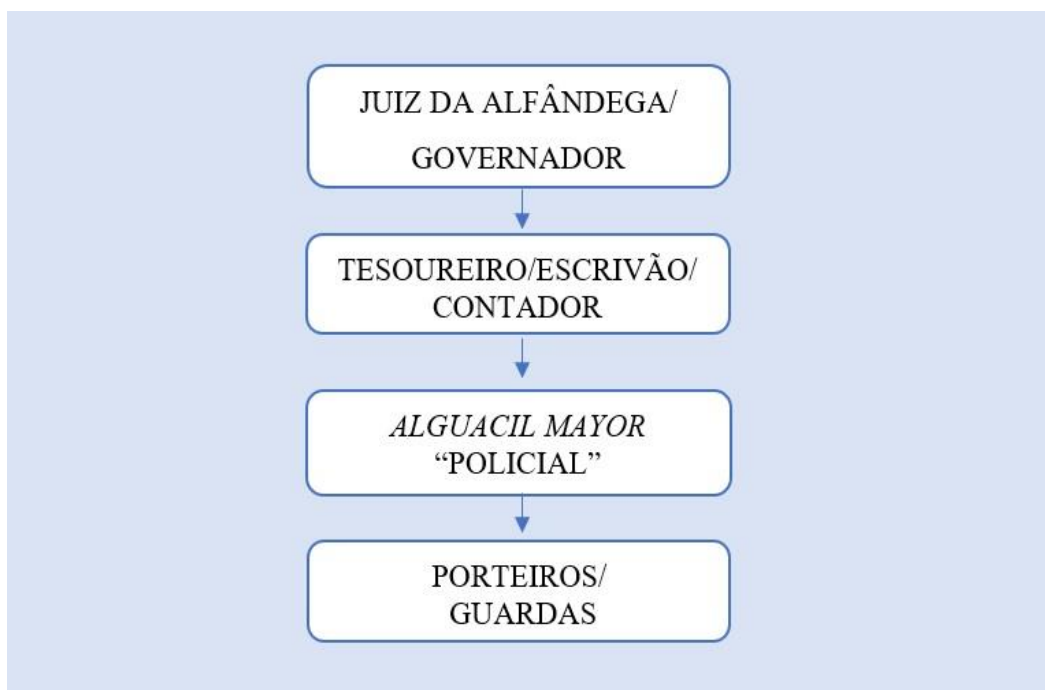 JUIZ DA ALFÂNDEGA/
GOVERNADOR
TESOUREIRO/ESCRIVÃO/
CONTADOR
ALGUACIL MAYOR
“POLICIAL”
PORTEIROS/
GUARDAS